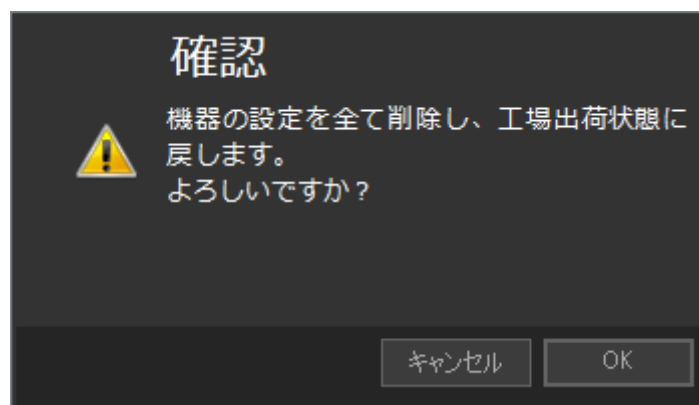 確認
機器の設定を全て削除し、工場出荷状態に
戻します。
よろしいですか？
キャンセル
OK